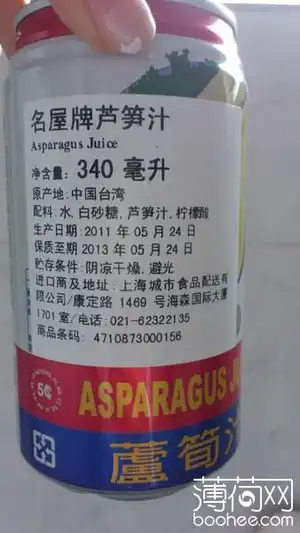 名屋牌芦笋汁
Asparagus Juice
净含量: 340 毫升
原产地: 中国台湾
配料: 水, 白砂糖, 芦笋汁, 柠檬酸
生产日期: 2011 年 05 月 24 日
保质至期 2013 年 05 月 24 日
贮存条件: 阴凉干燥, 避光
进口商及地址: 上海城市食品配送有
限公司/康定路 1469 号海森国际大厦
1701 室/电话: 021-62322135
商品条码: 4710873000156
5¢
ASPARAGUS JU
蘆筍汁
薄荷网
boohee.com